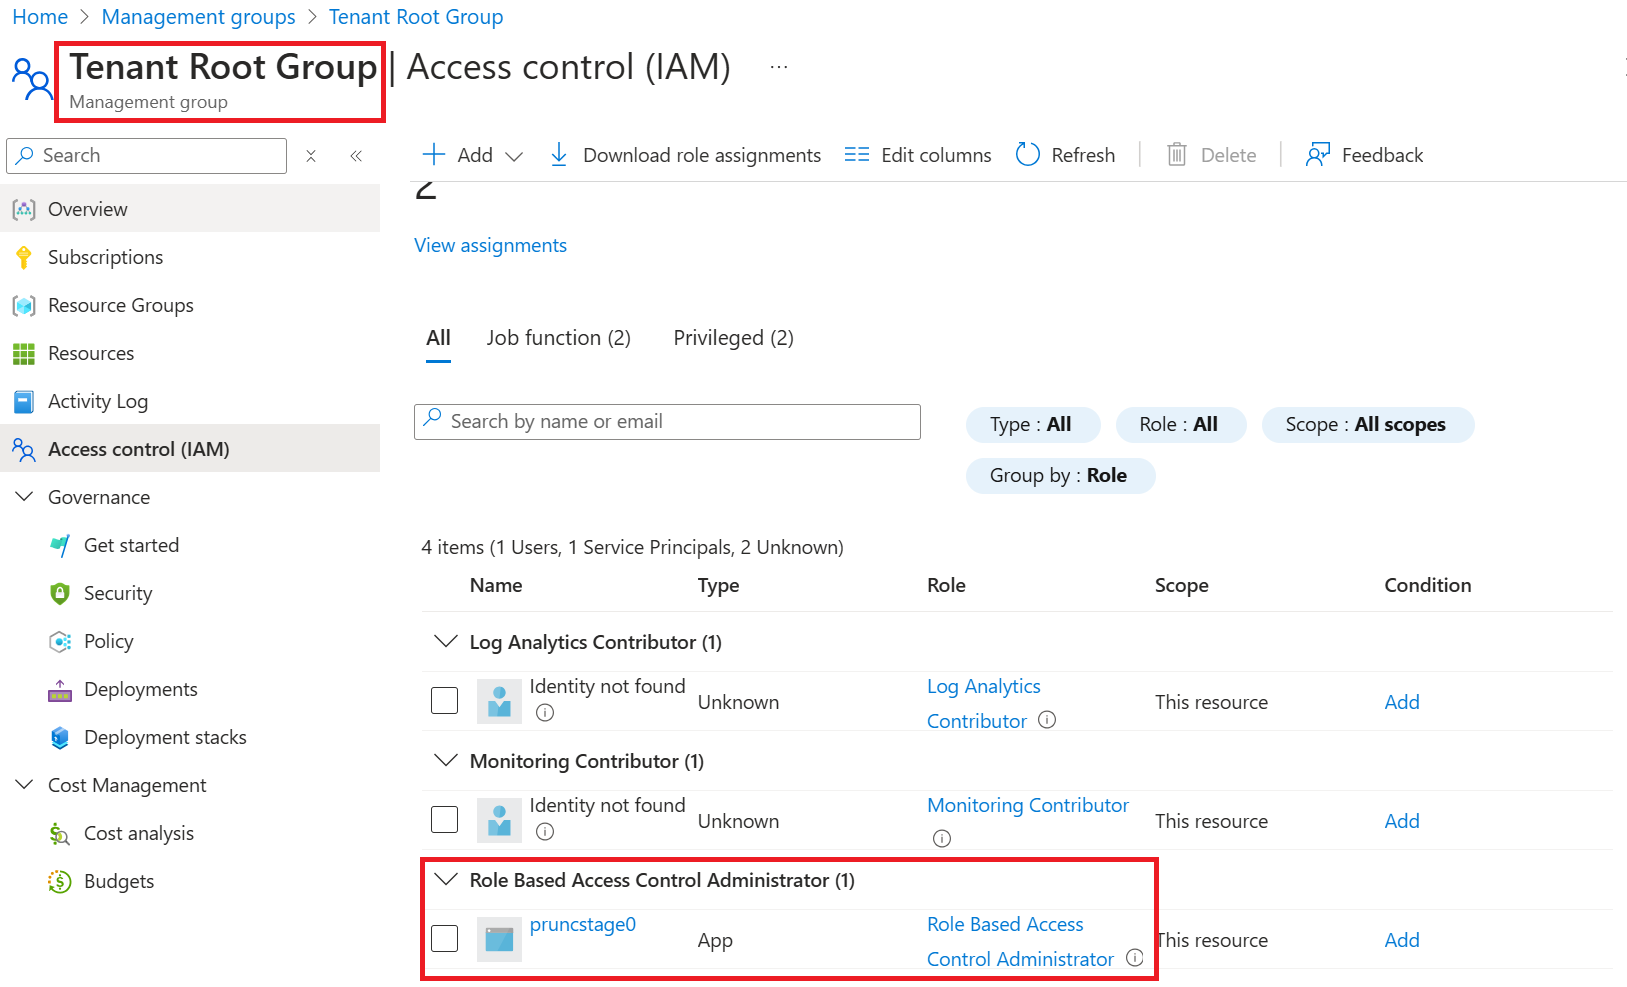 Home > Management groups > Tenant Root Group
Tenant Root Group | Access control (IAM) ...
Management group
Search
Add
Download role assignments
Edit columns
Refresh
Delete
Feedback
2
View assignments
Overview
Subscriptions
Resource Groups
Resources
Activity Log
Access control (IAM)
Governance
Get started
Security
Policy
Deployments
Deployment stacks
Cost Management
Cost analysis
Budgets
All
Job function (2)
Privileged (2)
Search by name or email
Type : All
Role : All
Scope : All scopes
Group by : Role
4 items (1 Users, 1 Service Principals, 2 Unknown)
Name Type Role Scope Condition
Log Analytics Contributor (1)
Identity not found Unknown Log Analytics Contributor This resource Add
Monitoring Contributor (1)
Identity not found Unknown Monitoring Contributor This resource Add
Role Based Access Control Administrator (1)
pruncstage0 App Role Based Access Control Administrator This resource Add